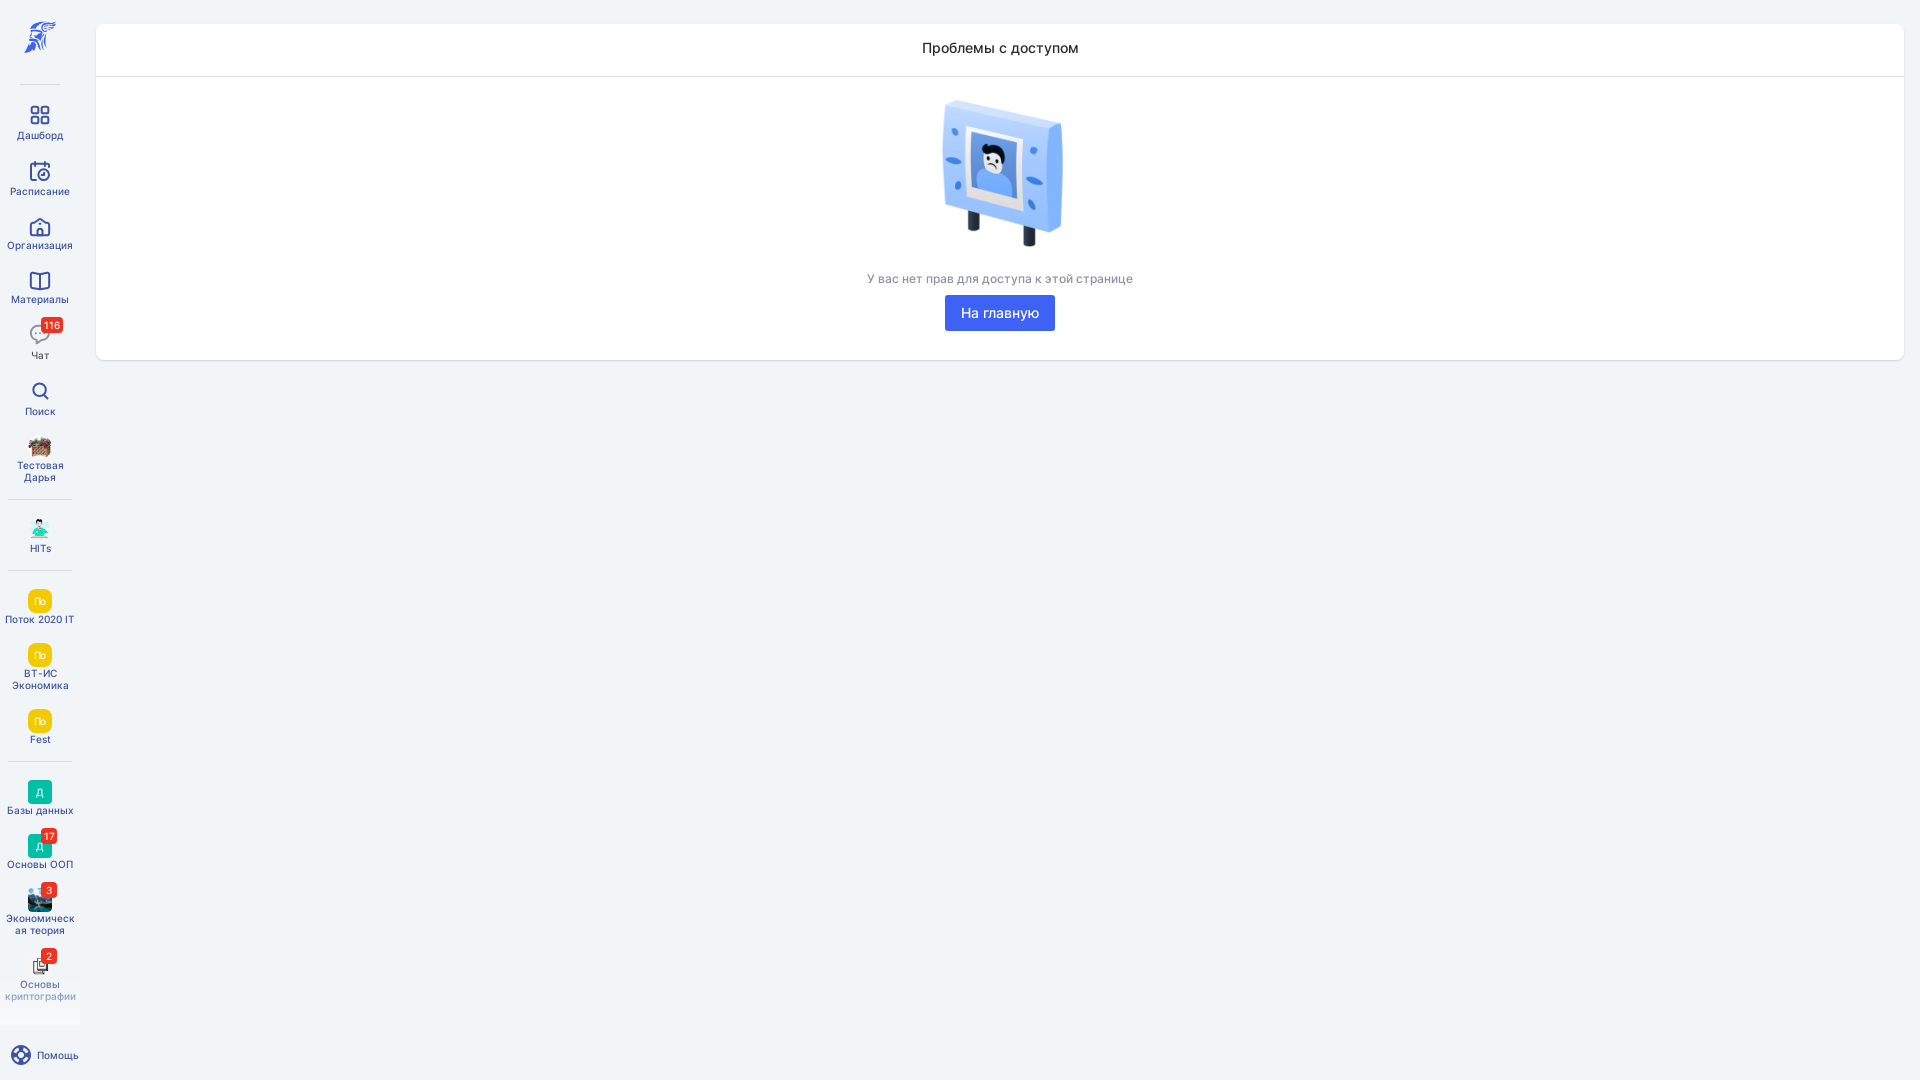 Проблемы с доступом
У вас нет прав для доступа к этой странице
На главную
Дашборд
Расписание
Организация
Материалы
116
Чат
Поиск
Тестовая
Дарья
HITs
По
Поток 2020 IT
По
ВТ-ИС
Экономика
По
Fest
Д
Базы данных
17
Д
Основы ООП
3
Экономическ
ая теория
2
Основы
криптографии
Помощь